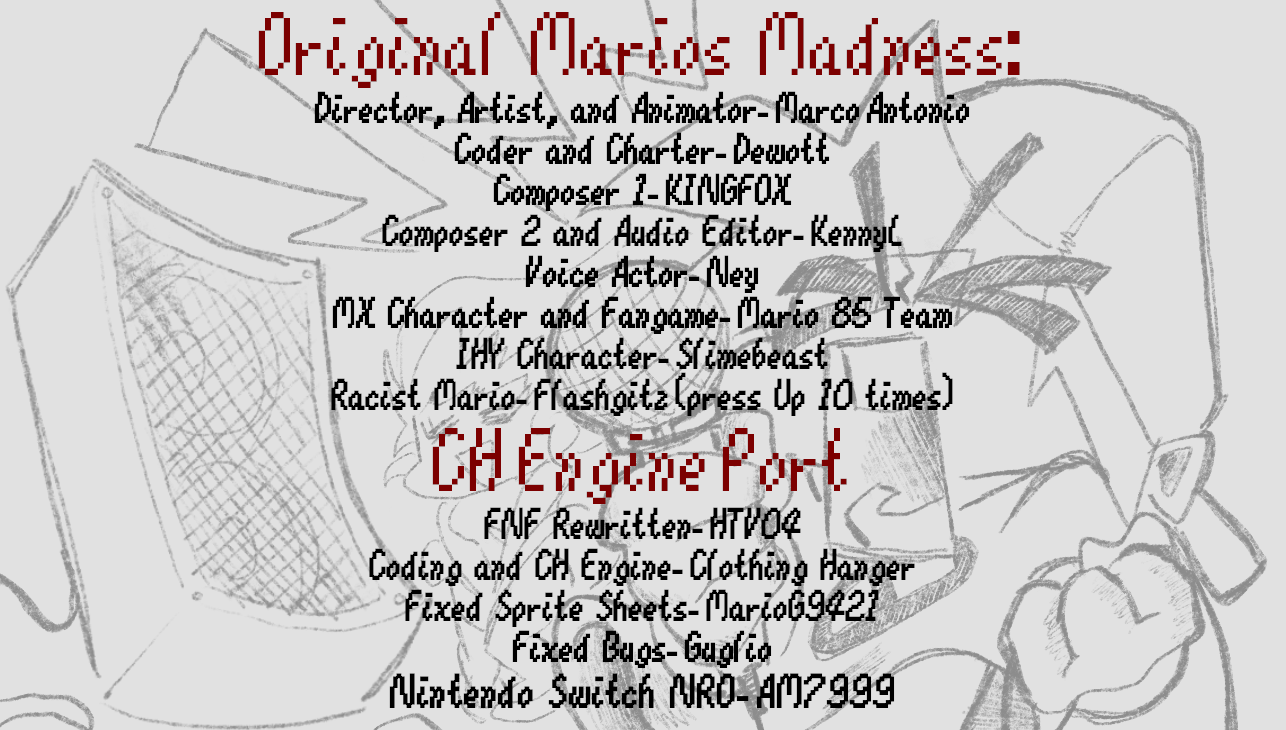 Original Marios Madness:
Director, Artist, and Animator-Marco Antonio
Coder and Charter-Dewott
Composer 1-KINGFOX
Composer 2 and Audio Editor-KennyL
Voice Actor-Ney
MX Character and Fangame-Mario 85 Team
IHY Character-Slimebeast
Racist Mario-Flashgitz(press Up 10 times)
CH Engine Port
FNF Rewritten-HTV04
Coding and CH Engine-Clothing Hanger
Fixed Sprite Sheets-MarioG9421
Fixed Bugs-Guglio
Nintendo Switch NRO-AM7999